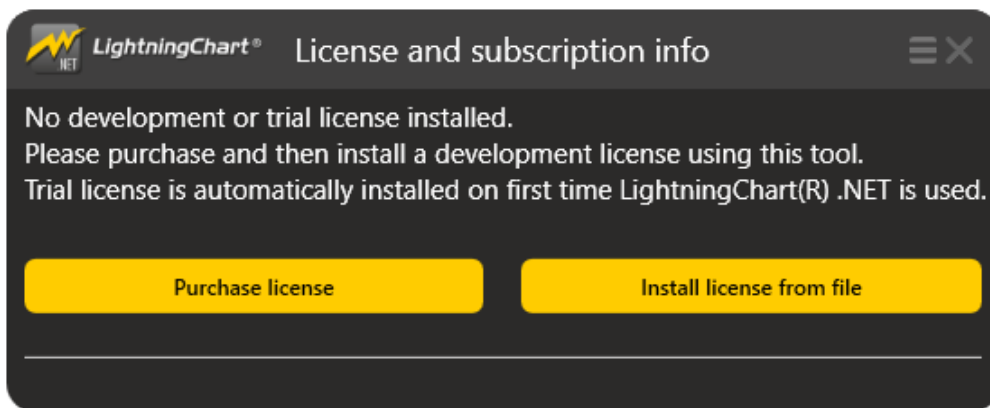 LightningChart® License and subscription info
NET
No development or trial license installed.
Please purchase and then install a development license using this tool.
Trial license is automatically installed on first time LightningChart(R) .NET is used.
Purchase license Install license from file